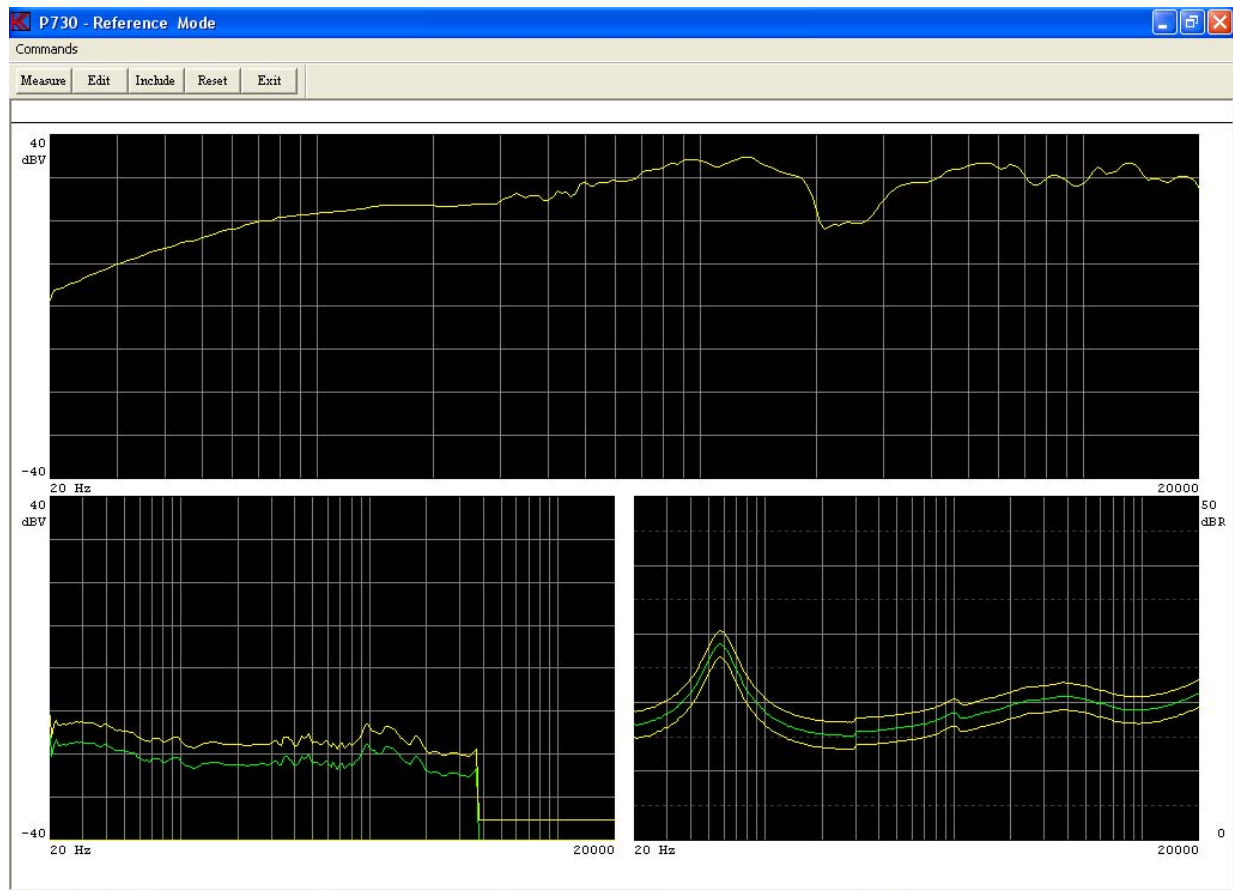 P730 - Reference Mode
Commands
Measure Edit Include Reset Exit
40
dBV
-40
20 Hz 20000
40
dBV
-40
20 Hz 20000
50
dBR
0
20 Hz 20000